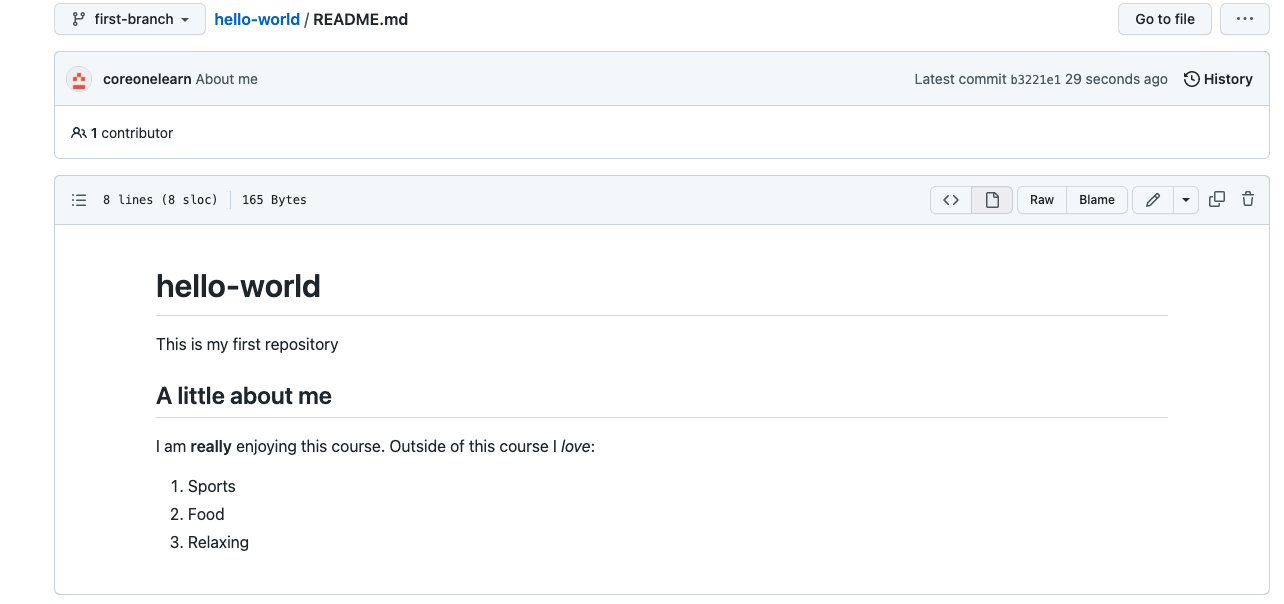 first-branch hello-world / README.md Go to file ...
coreonelearn About me Latest commit b3221e1 29 seconds ago History
1 contributor
8 lines (8 sloc) 165 Bytes <> Raw Blame
hello-world
This is my first repository
A little about me
I am really enjoying this course. Outside of this course I love:
1. Sports
2. Food
3. Relaxing